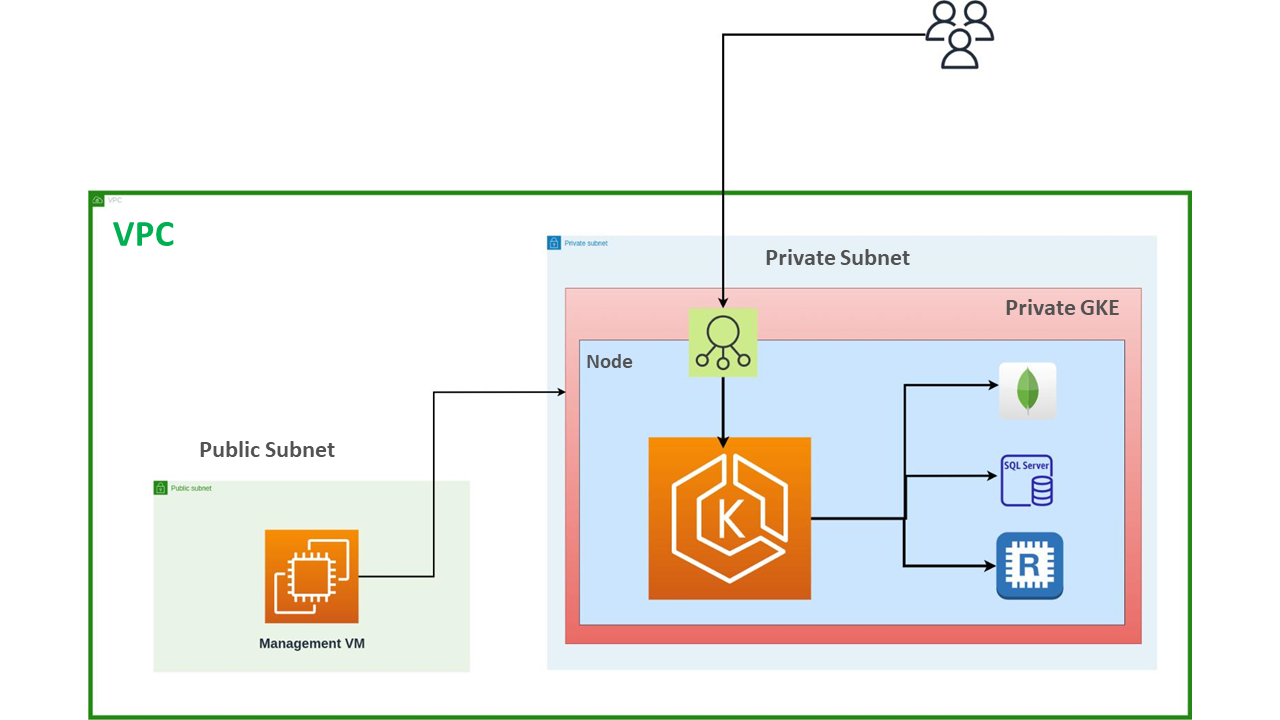 VPC
VPC
Private subnet
Private Subnet
Private GKE
Node
SQL Server
Public Subnet
Public subnet
K
R
Management VM